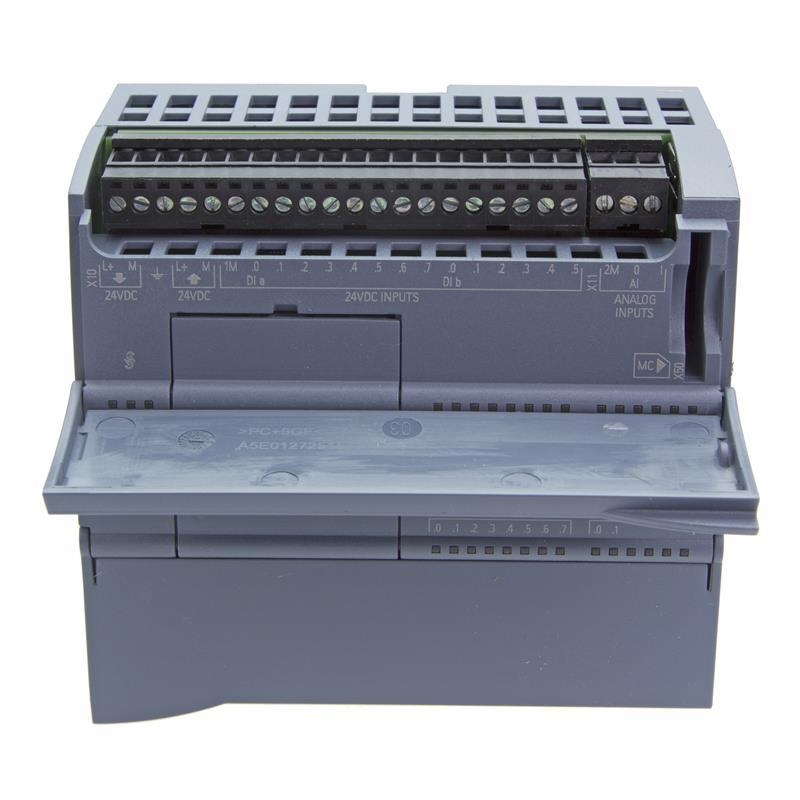 L+ M L+ M 1M .0 .1 .2 .3 .4 .5 .6 .7 .0 .1 .2 .3 .4 .5 2M 0 1
X10 DI a DI b X11 AI
24VDC 24VDC 24VDC INPUTS ANALOG
INPUTS
MC X50
03
A5E01272
.0 .1 .2 .3 .4 .5 .6 .7 .0 .1